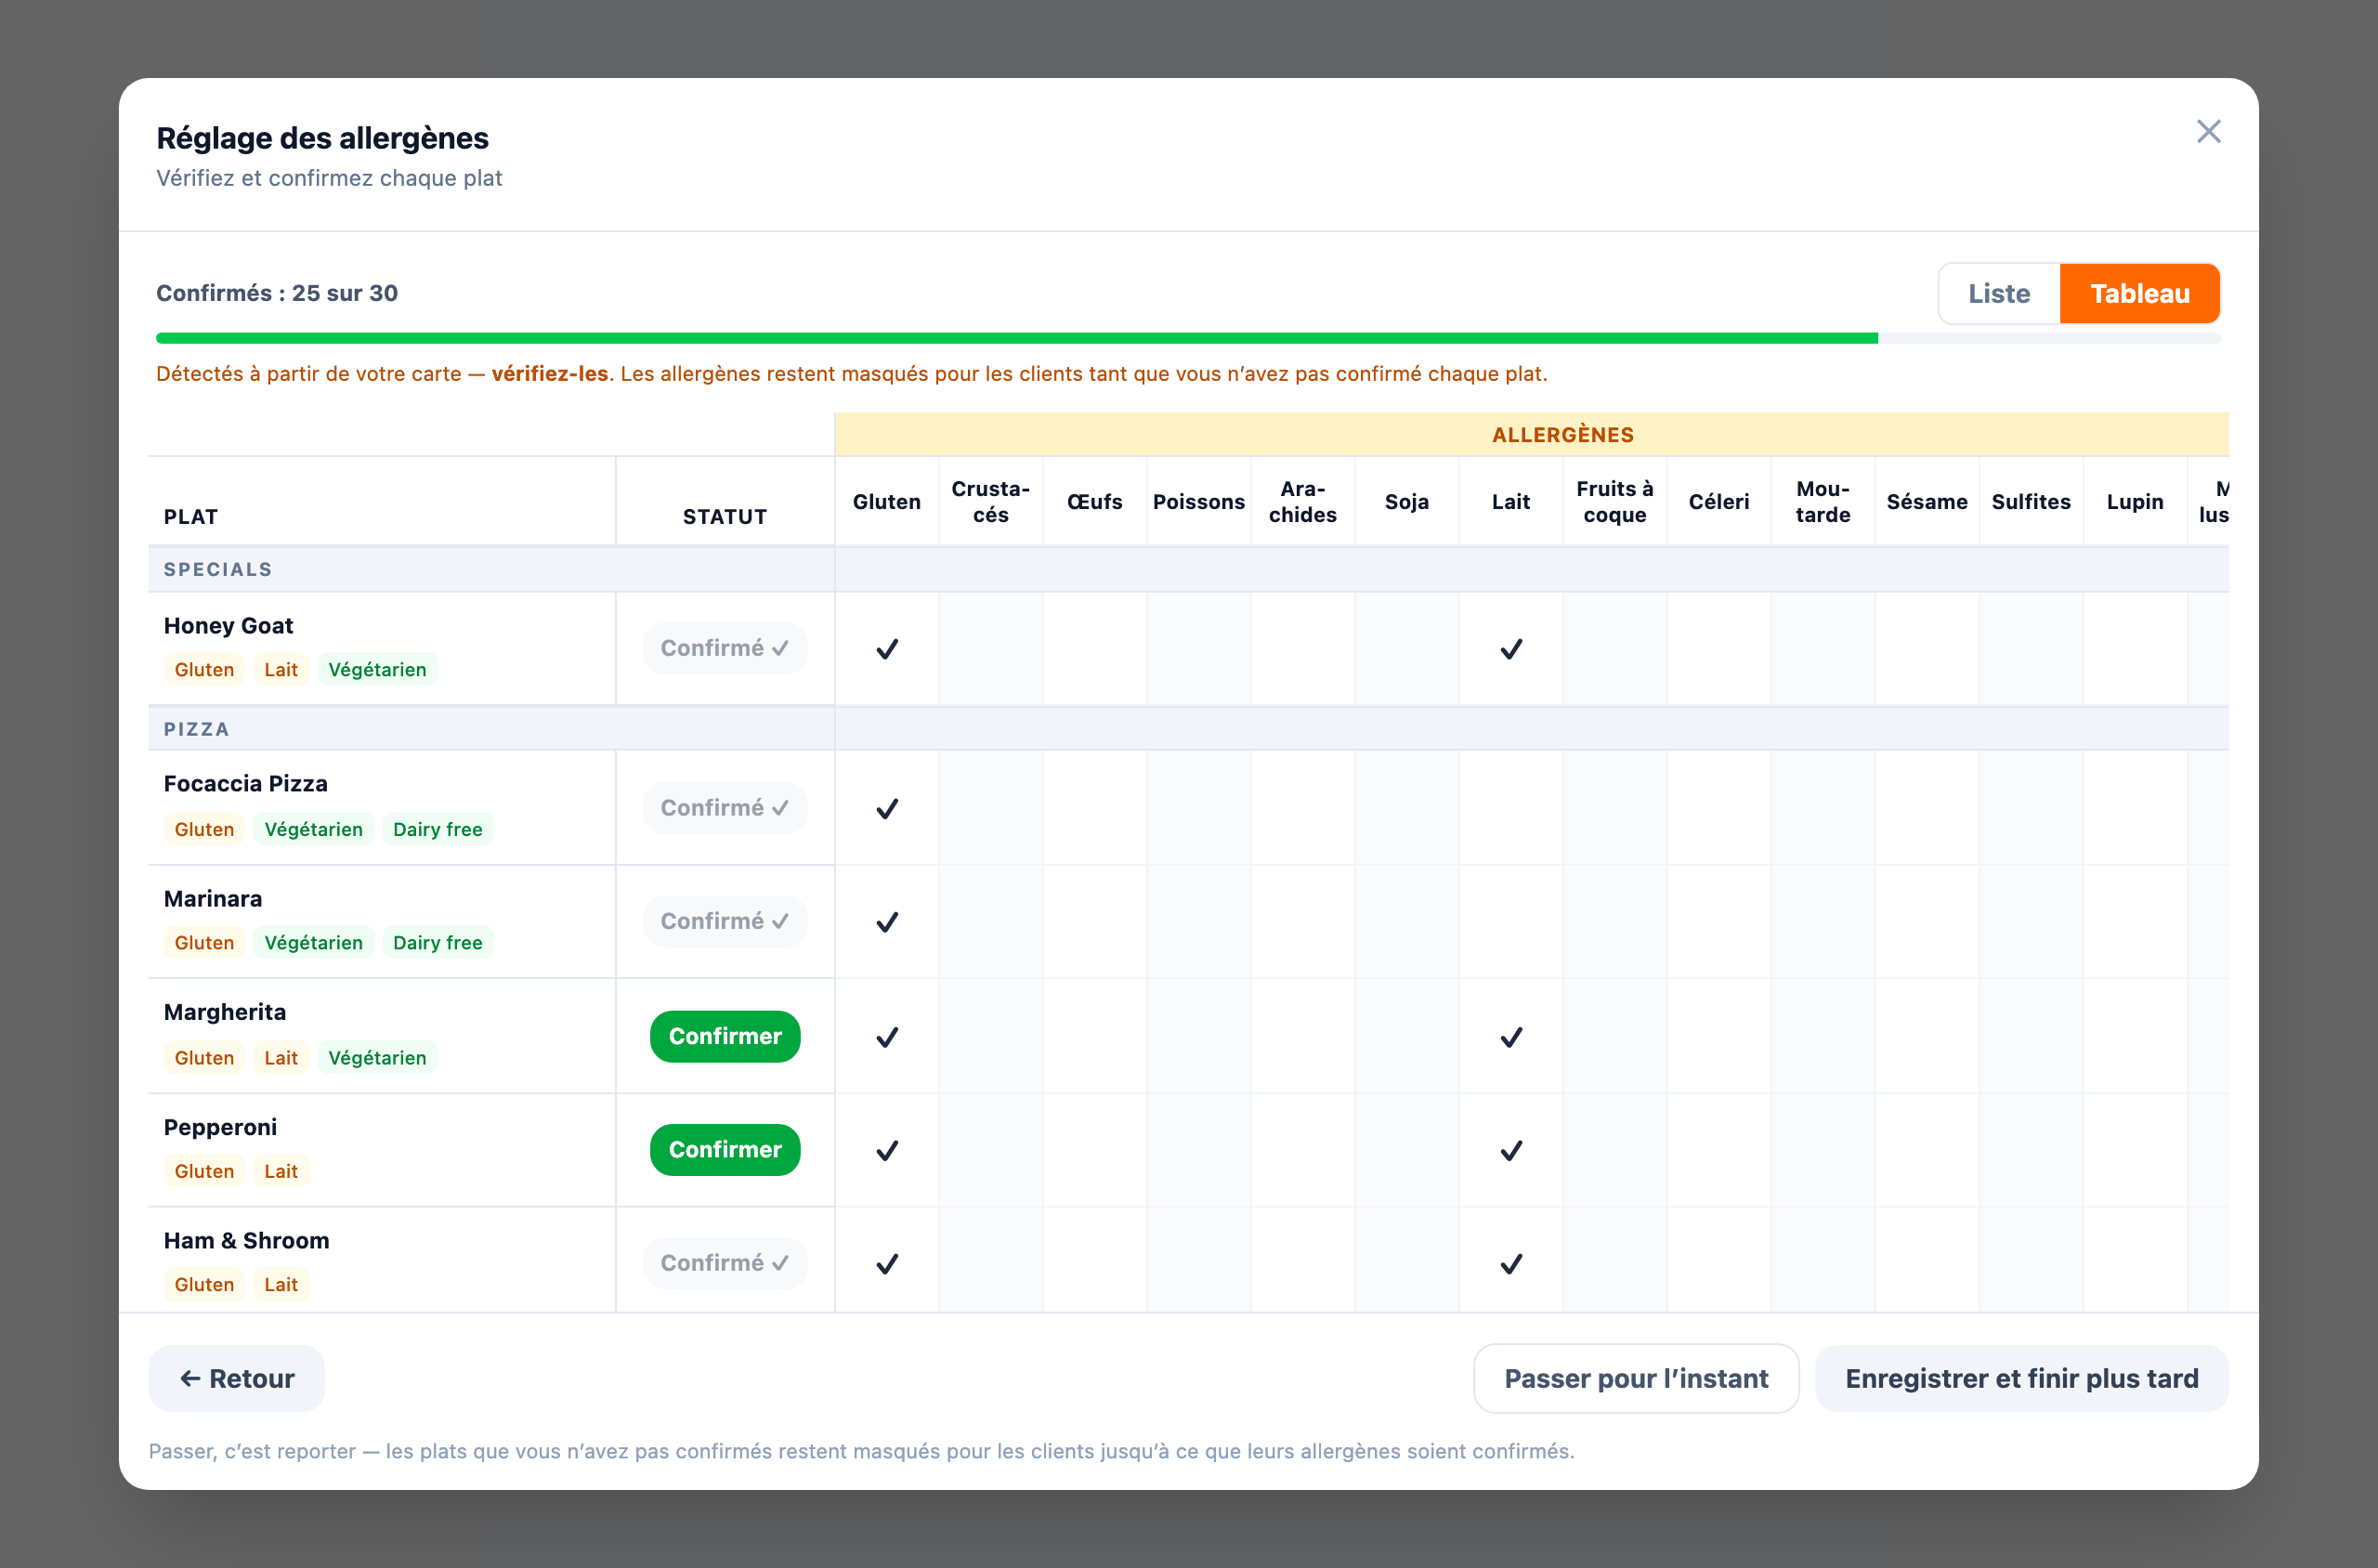 Réglage des allergènes
Vérifiez et confirmez chaque plat
Confirmés : 25 sur 30
Liste
Tableau
Détectés à partir de votre carte — vérifiez-les. Les allergènes restent masqués pour les clients tant que vous n’avez pas confirmé chaque plat.
ALLERGÈNES
PLAT
STATUT
Gluten
Crusta-
cés
Œufs
Poissons
Ara-
chides
Soja
Lait
Fruits à
coque
Céleri
Mou-
tarde
Sésame
Sulfites
Lupin
SPECIALS
Honey Goat
Gluten Lait Végétarien
Confirmé ✓
PIZZA
Focaccia Pizza
Gluten Végétarien Dairy free
Confirmé ✓
Marinara
Gluten Végétarien Dairy free
Confirmé ✓
Margherita
Gluten Lait Végétarien
Confirmer
Pepperoni
Gluten Lait
Confirmer
Ham & Shroom
Gluten Lait
Confirmé ✓
← Retour
Passer pour l’instant
Enregistrer et finir plus tard
Passer, c’est reporter — les plats que vous n’avez pas confirmés restent masqués pour les clients jusqu’à ce que leurs allergènes soient confirmés.